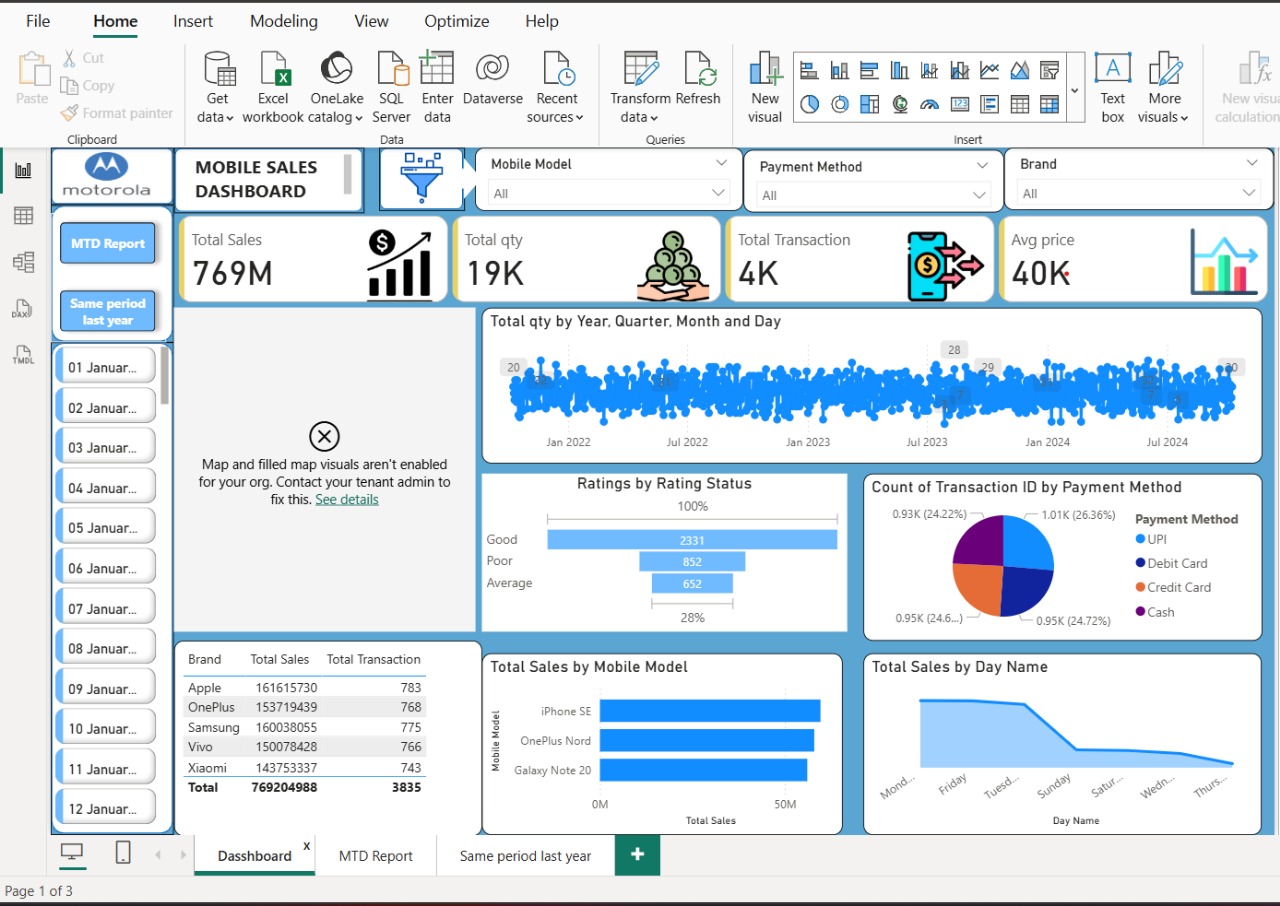 File Home Insert Modeling View Optimize Help
Paste
Cut
Copy
Format painter
Clipboard
Get data
Excel workbook
OneLake catalog
SQL Server
Enter data
Dataverse
Recent sources
Data
Transform data
Refresh
Queries
New visual
Text box
More visuals
Insert
New visual
calculation
motorola
MOBILE SALES
DASHBOARD
Mobile Model
All
Payment Method
All
Brand
All
MTD Report
Same period
last year
Total Sales
769M
Total qty
19K
Total Transaction
4K
Avg price
40K
01 Januar...
02 Januar...
03 Januar...
04 Januar...
05 Januar...
06 Januar...
07 Januar...
08 Januar...
09 Januar...
10 Januar...
11 Januar...
12 Januar...
Map and filled map visuals aren't enabled
for your org. Contact your tenant admin to
fix this. See details
Total qty by Year, Quarter, Month and Day
20 28 29
Jan 2022 Jul 2022 Jan 2023 Jul 2023 Jan 2024 Jul 2024
Ratings by Rating Status
100%
Good 2331
Poor 852
Average 652
28%
Count of Transaction ID by Payment Method
0.93K (24.22%)
1.01K (26.36%)
0.95K (24.6...)
0.95K (24.72%)
Payment Method
UPI
Debit Card
Credit Card
Cash
Brand Total Sales Total Transaction
Apple 161615730 783
OnePlus 153719439 768
Samsung 160038055 775
Vivo 150078428 766
Xiaomi 143753337 743
Total 769204988 3835
Total Sales by Mobile Model
Mobile Model
iPhone SE
OnePlus Nord
Galaxy Note 20
0M 50M
Total Sales
Total Sales by Day Name
Mond... Friday Tuesd... Sunday Satur... Wedn... Thurs...
Day Name
DAX
TMDL
Dassboard x
MTD Report
Same period last year
+
Page 1 of 3